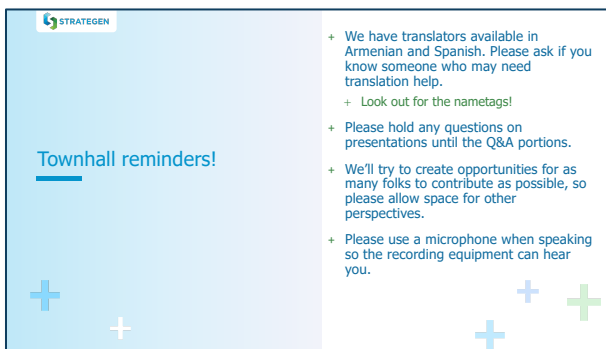 STRATEGEN
Townhall reminders!
+ We have translators available in
Armenian and Spanish. Please ask if you
know someone who may need
translation help.
+ Look out for the nametags!
+ Please hold any questions on
presentations until the Q&A portions.
+ We'll try to create opportunities for as
many folks to contribute as possible, so
please allow space for other
perspectives.
+ Please use a microphone when speaking
so the recording equipment can hear
you.